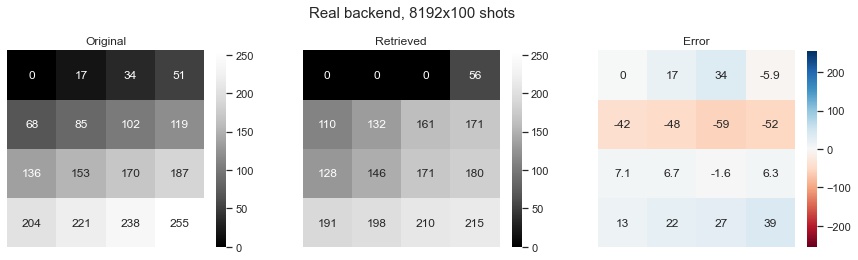 Real backend, 8192x100 shots
Original
0 17 34 51
68 85 102 119
136 153 170 187
204 221 238 255
250
200
150
100
50
0
Retrieved
0 0 0 56
110 132 161 171
128 146 171 180
191 198 210 215
250
200
150
100
50
0
Error
0 17 34 -5.9
-42 -48 -59 -52
7.1 6.7 -1.6 6.3
13 22 27 39
200
100
0
−100
−200